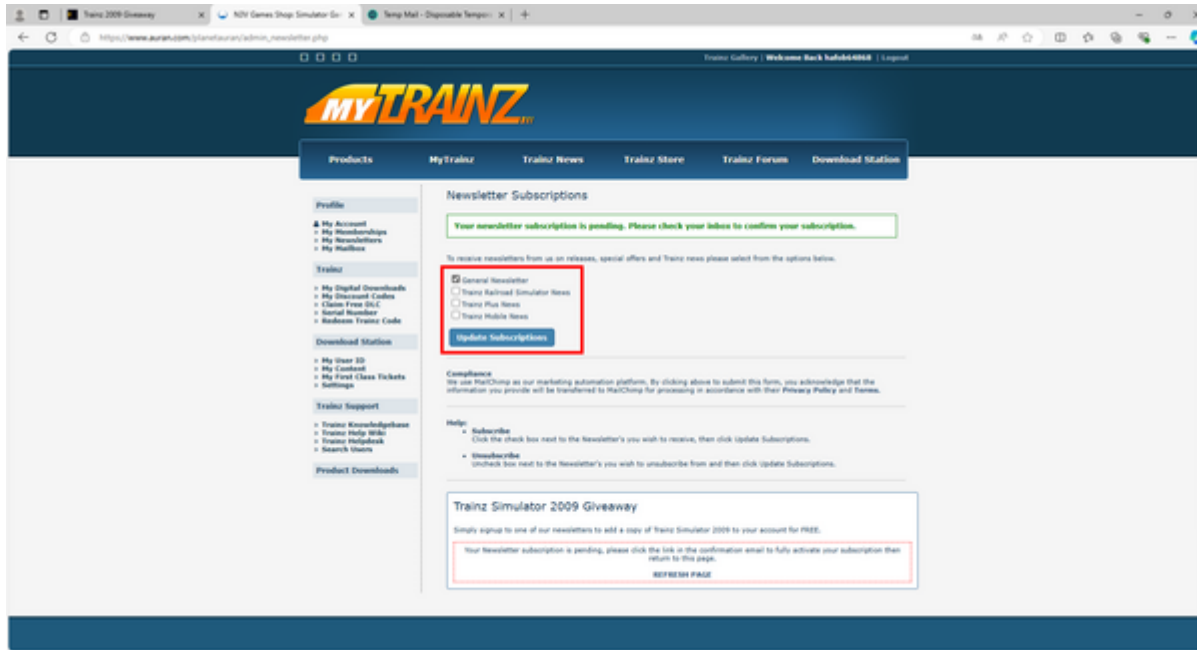 Trainz 2009 Giveaway
N3V Games Shop: Simulator Ga
Temp Mail - Disposable Tempor
https://www.auran.com/planetauran/admin_newsletter.php
Trainz Gallery | Welcome Back | Logout
MYTRAINZ
Products MyTrainz Trainz News Trainz Store Trainz Forum Download Station
Profile
My Account
My Memberships
My Newsletters
My Mailbox
Trainz
My Digital Downloads
My Discount Codes
Claim Free DLC
Serial Number
Redeem Trainz Code
Download Station
My User ID
My Content
My First Class Tickets
Settings
Trainz Support
Trainz Knowledgebase
Trainz Help Wiki
Trainz Helpdesk
Search Users
Product Downloads
Newsletter Subscriptions
Your newsletter subscription is pending. Please check your inbox to confirm your subscription.
To receive newsletters from us on releases, special offers and Trainz news please select from the options below.
General Newsletter
Trainz Railroad Simulator News
Trainz Plus News
Trainz Mobile News
Update Subscriptions
Compliance
We use MailChimp as our marketing automation platform. By clicking above to submit this form, you acknowledge that the
information you provide will be transferred to MailChimp for processing in accordance with their Privacy Policy and Terms.
Help:
Subscribe
Click the check box next to the Newsletter's you wish to receive, then click Update Subscriptions.
Unsubscribe
Uncheck box next to the Newsletter's you wish to unsubscribe from and then click Update Subscriptions.
Trainz Simulator 2009 Giveaway
Simply signup to one of our newsletters to add a copy of Trainz Simulator 2009 to your account for FREE.
Your Newsletter subscription is pending, please click the link in the confirmation email to fully activate your subscription then
return to this page.
REFRESH PAGE